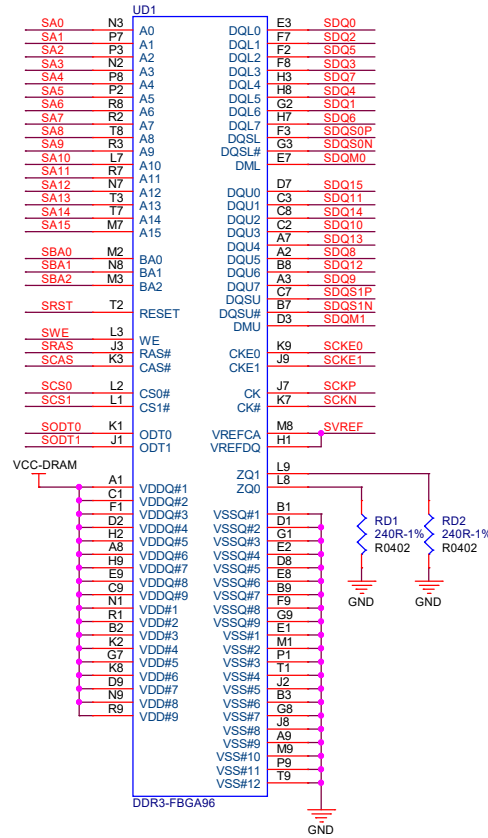 UD1
SA0 N3 A0 DQL0 E3 SDQ0
SA1 P7 A1 DQL1 F7 SDQ2
SA2 P3 A2 DQL2 F2 SDQ5
SA3 N2 A3 DQL3 F8 SDQ3
SA4 P8 A4 DQL4 H3 SDQ7
SA5 P2 A5 DQL5 H8 SDQ4
SA6 R8 A6 DQL6 G2 SDQ1
SA7 R2 A7 DQL7 H7 SDQ6
SA8 T8 A8 DQSL F3 SDQS0P
SA9 R3 A9 DQSL# G3 SDQS0N
SA10 L7 A10 DML E7 SDQM0
SA11 R7 A11
SA12 N7 A12 DQU0 D7 SDQ15
SA13 T3 A13 DQU1 C3 SDQ11
SA14 T7 A14 DQU2 C8 SDQ14
SA15 M7 A15 DQU3 C2 SDQ10
DQU4 A7 SDQ13
SBA0 M2 BA0 DQU5 A2 SDQ8
SBA1 N8 BA1 DQU6 B8 SDQ12
SBA2 M3 BA2 DQU7 A3 SDQ9
DQSU C7 SDQS1P
SRST T2 RESET DQSU# B7 SDQS1N
DMU D3 SDQM1
SWE L3 WE
SRAS J3 RAS# CKE0 K9 SCKE0
SCAS K3 CAS# CKE1 J9 SCKE1
SCS0 L2 CS0# CK J7 SCKP
SCS1 L1 CS1# CK# K7 SCKN
SODT0 K1 ODT0 VREFCA M8 SVREF
SODT1 J1 ODT1 VREFDQ H1
VCC-DRAM
ZQ1 L9
A1 VDDQ#1 ZQ0 L8
C1 VDDQ#2
F1 VDDQ#3 VSSQ#1 B1
D2 VDDQ#4 VSSQ#2 D1
H2 VDDQ#5 VSSQ#3 G1
A8 VDDQ#6 VSSQ#4 E2
H9 VDDQ#7 VSSQ#5 D8
E9 VDDQ#8 VSSQ#6 E8
C9 VDDQ#9 VSSQ#7 B9
N1 VDD#1 VSSQ#8 F9
R1 VDD#2 VSSQ#9 G9
B2 VDD#3 VSS#1 E1
K2 VDD#4 VSS#2 M1
G7 VDD#5 VSS#3 P1
K8 VDD#6 VSS#4 T1
D9 VDD#7 VSS#5 J2
N9 VDD#8 VSS#6 B3
R9 VDD#9 VSS#7 G8
VSS#8 J8
VSS#9 A9
VSS#10 M9
VSS#11 P9
VSS#12 T9
RD1
240R-1%
R0402
GND
RD2
240R-1%
R0402
GND
DDR3-FBGA96
GND